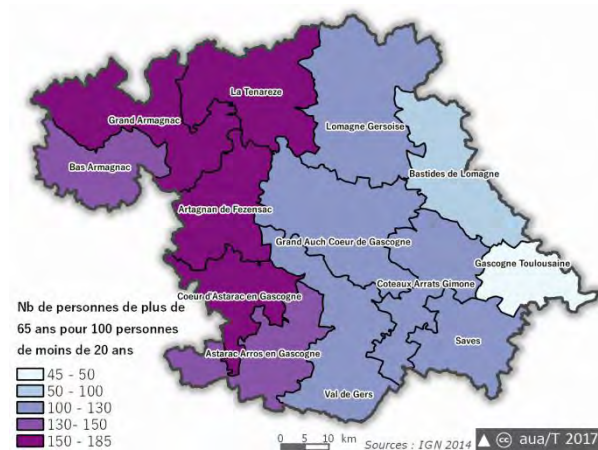 La Tenareze
Grand Armagnac
Lomagne Gersoise
Bas Armagnac
Bastides de Lomagne
Artagnan de Fezensac
Grand Auch Coeur de Gascogne
Gascogne Toulousaine
Coteaux Arrats Gimone
Coeur d'Astarac en Gascogne
Saves
Astarac Arros en Gascogne
Val de Gers
Nb de personnes de plus de
65 ans pour 100 personnes
de moins de 20 ans
45 - 50
50 - 100
100 - 130
130- 150
150 - 185
0 5 10 km
Sources : IGN 2014
cc aua/T 2017